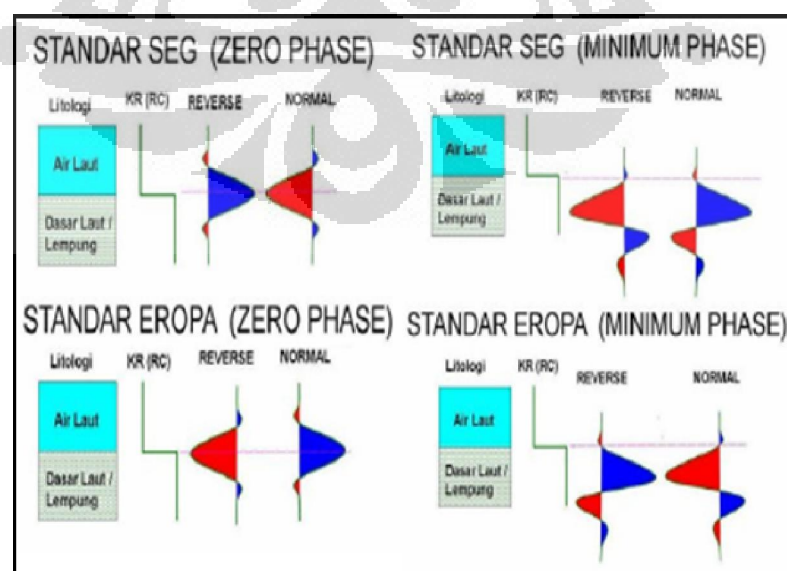 STANDAR SEG (ZERO PHASE)
Litologi KR (RC) REVERSE NORMAL
Air Laut
Dasar Laut /
Lempung
STANDAR SEG (MINIMUM PHASE)
Litologi KR (RC) REVERSE NORMAL
Air Laut
Dasar Laut /
Lempung
STANDAR EROPA (ZERO PHASE)
Litologi KR (RC) REVERSE NORMAL
Air Laut
Dasar Laut /
Lempung
STANDAR EROPA (MINIMUM PHASE)
Litologi KR (RC) REVERSE NORMAL
Air Laut
Dasar Laut /
Lempung